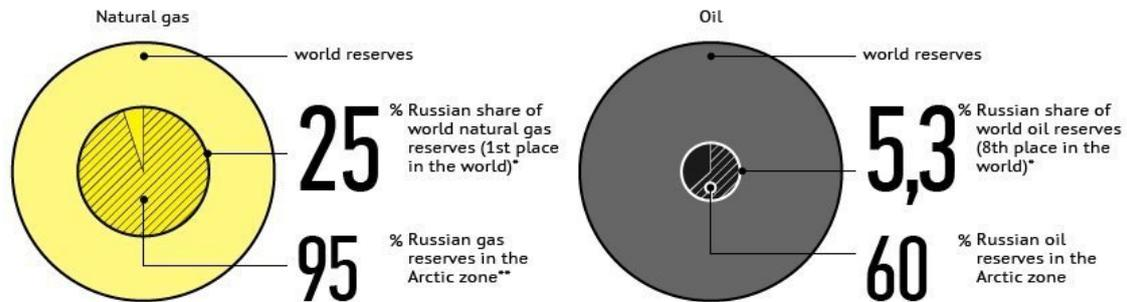 Natural gas
world reserves
25
% Russian share of
world natural gas
reserves (1st place
in the world)*
95
% Russian gas
reserves in the
Arctic zone**
Oil
world reserves
5,3
% Russian share of
world oil reserves
(8th place in the
world)*
60
% Russian oil
reserves in the
Arctic zone